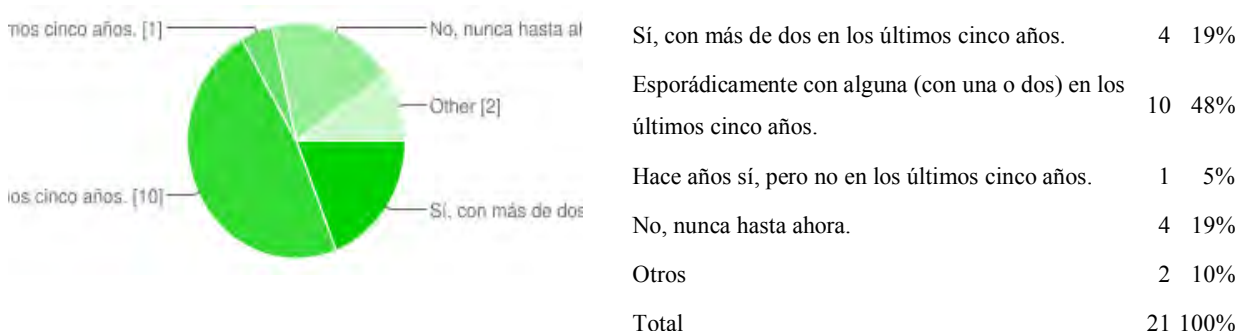 mos cinco años. [1]
No, nunca hasta al
Other [2]
os cinco años. [10]
Sí, con más de dos
Sí, con más de dos en los últimos cinco años. 4 19%
Esporádicamente con alguna (con una o dos) en los
últimos cinco años. 10 48%
Hace años sí, pero no en los últimos cinco años. 1 5%
No, nunca hasta ahora. 4 19%
Otros 2 10%
Total 21 100%